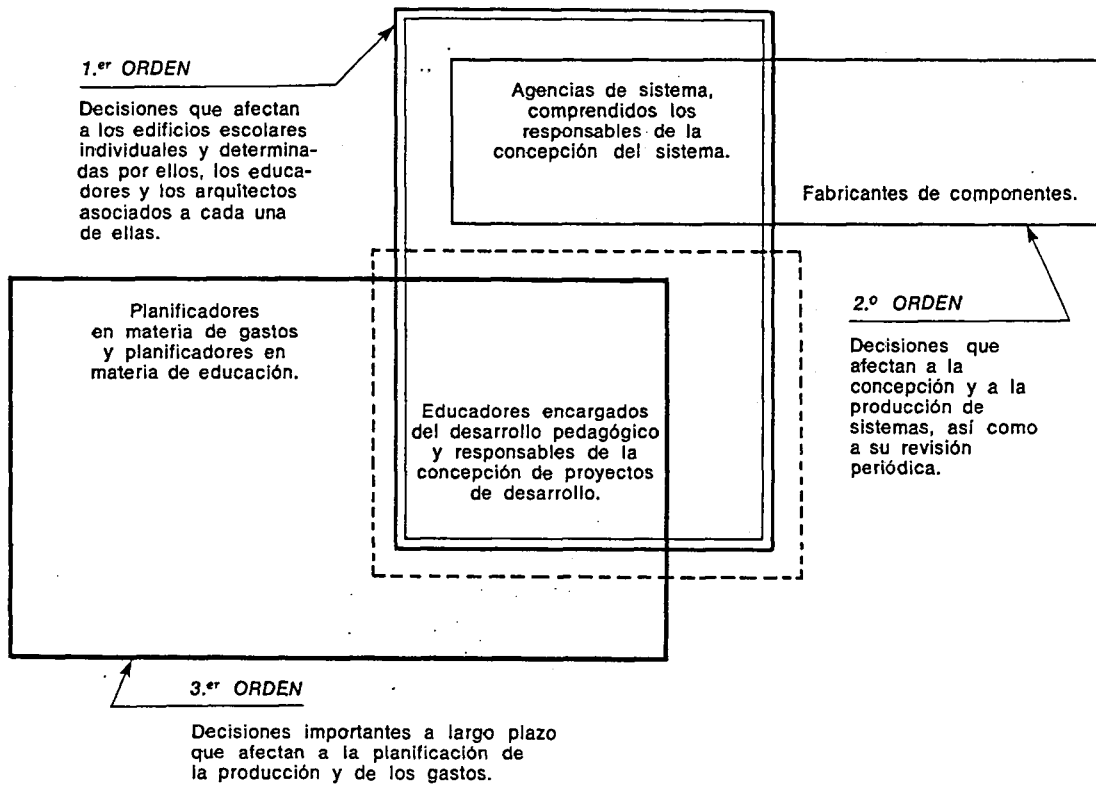 1.er ORDEN
Decisiones que afectan
a los edificios escolares
individuales y determina-
das por ellos, los educa-
dores y los arquitectos
asociados a cada una
de ellas.
Agencias de sistema,
comprendidos los
responsables de la
concepción del sistema.
Fabricantes de componentes.
2.º ORDEN
Decisiones que
afectan a la
concepción y a la
producción de
sistemas, así como
a su revisión
periódica.
Planificadores
en materia de gastos
y planificadores en
materia de educación.
Educadores encargados
del desarrollo pedagógico
y responsables de la
concepción de proyectos
de desarrollo.
3.er ORDEN
Decisiones importantes a largo plazo
que afectan a la planificación de
la producción y de los gastos.